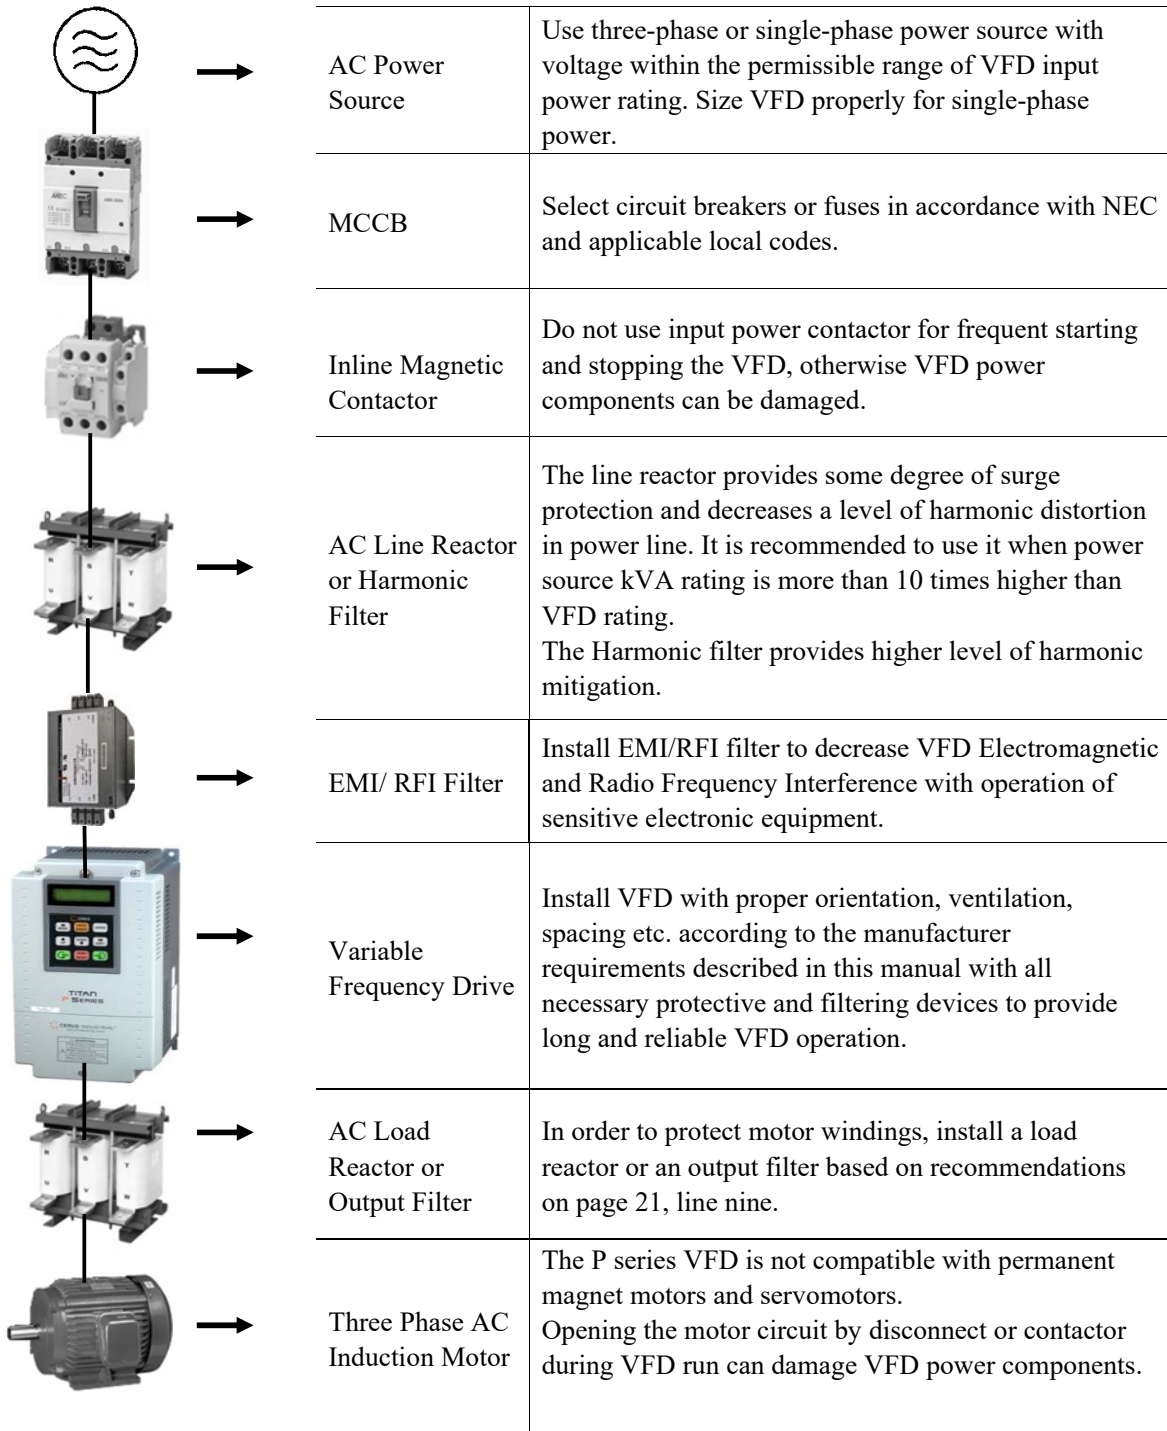 AC Power
Source
Use three-phase or single-phase power source with
voltage within the permissible range of VFD input
power rating. Size VFD properly for single-phase
power.
MCCB
Select circuit breakers or fuses in accordance with NEC
and applicable local codes.
Inline Magnetic
Contactor
Do not use input power contactor for frequent starting
and stopping the VFD, otherwise VFD power
components can be damaged.
AC Line Reactor
or Harmonic
Filter
The line reactor provides some degree of surge
protection and decreases a level of harmonic distortion
in power line. It is recommended to use it when power
source kVA rating is more than 10 times higher than
VFD rating.
The Harmonic filter provides higher level of harmonic
mitigation.
R S T
U V W
EMI/ RFI Filter
Install EMI/RFI filter to decrease VFD Electromagnetic
and Radio Frequency Interference with operation of
sensitive electronic equipment.
TITAN
P SERIES
CERUS INDUSTRIAL
Variable
Frequency Drive
Install VFD with proper orientation, ventilation,
spacing etc. according to the manufacturer
requirements described in this manual with all
necessary protective and filtering devices to provide
long and reliable VFD operation.
R S T
U V W
AC Load
Reactor or
Output Filter
In order to protect motor windings, install a load
reactor or an output filter based on recommendations
on page 21, line nine.
Three Phase AC
Induction Motor
The P series VFD is not compatible with permanent
magnet motors and servomotors.
Opening the motor circuit by disconnect or contactor
during VFD run can damage VFD power components.